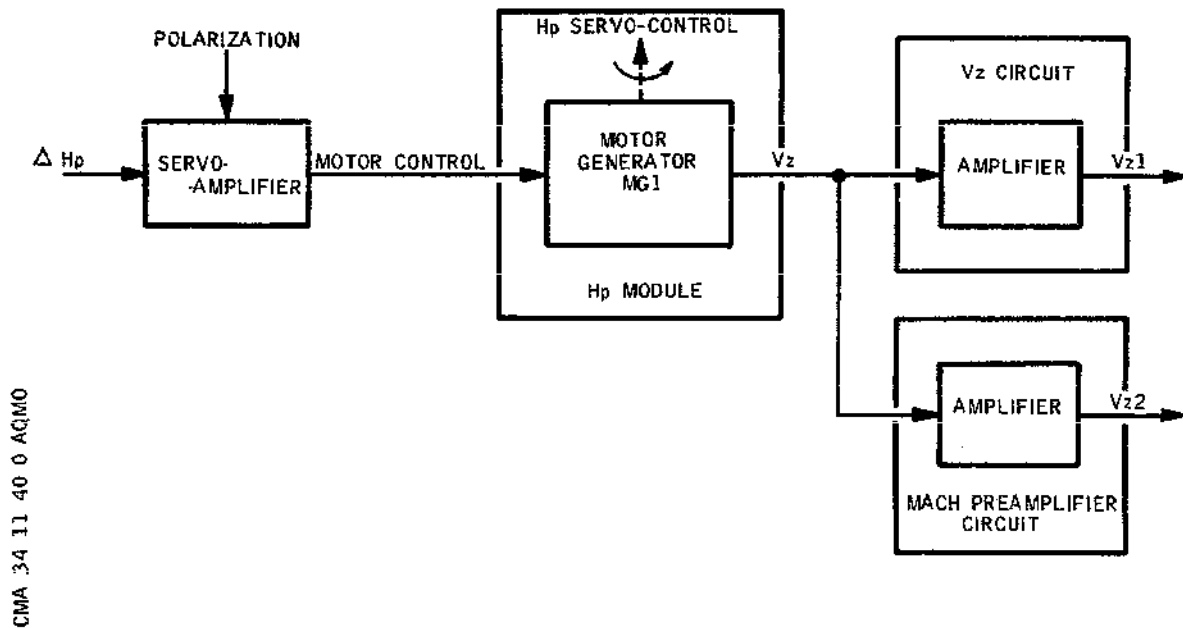 POLARIZATION
Δ Hp
SERVO-
-AMPLIFIER
MOTOR CONTROL
Hp SERVO-CONTROL
MOTOR
GENERATOR
MG1
Hp MODULE
Vz
Vz CIRCUIT
AMPLIFIER
Vz1
AMPLIFIER
Vz2
MACH PREAMPLIFIER
CIRCUIT
CMA 34 11 40 0 AQMO